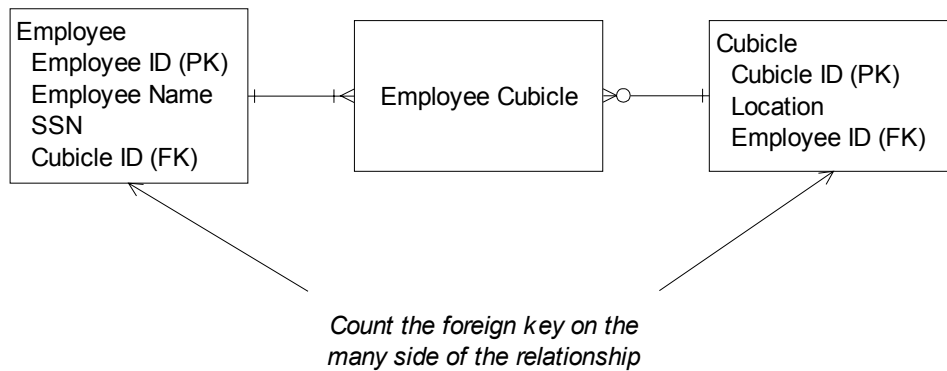 Employee
Employee ID (PK)
Employee Name
SSN
Cubicle ID (FK)
Employee Cubicle
Cubicle
Cubicle ID (PK)
Location
Employee ID (FK)
Count the foreign key on the
many side of the relationship